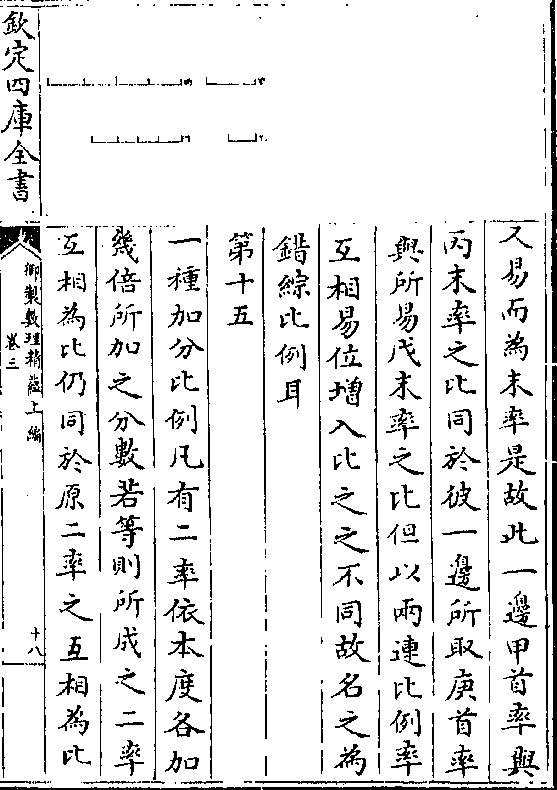 又易而為末率是故此一邊甲首率與
丙末率之比同於彼一邊所取庚首率
與所易戊末率之比但以兩連比例率
互相易位增入比之之不同故名之為
錯綜比例耳
第十五
一種加分比例凡有二率依本度各加
幾倍所加之分數若等則所成之二率
互相為比仍同於原二率之互相為比
欽定四庫全書
御製數理精蘊上編
卷三
十八